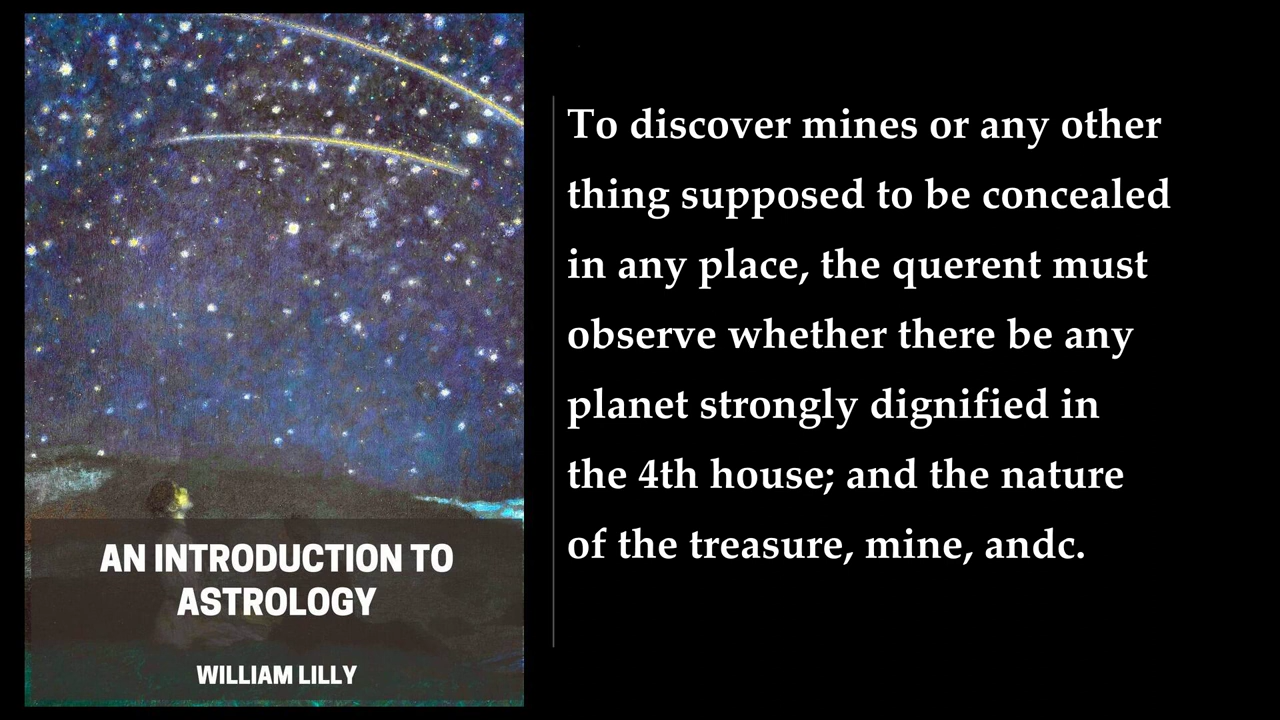 AN INTRODUCTION TO
ASTROLOGY
WILLIAM LILLY
To discover mines or any other
thing supposed to be concealed
in any place, the querent must
observe whether there be any
planet strongly dignified in
the 4th house; and the nature
of the treasure, mine, andc.